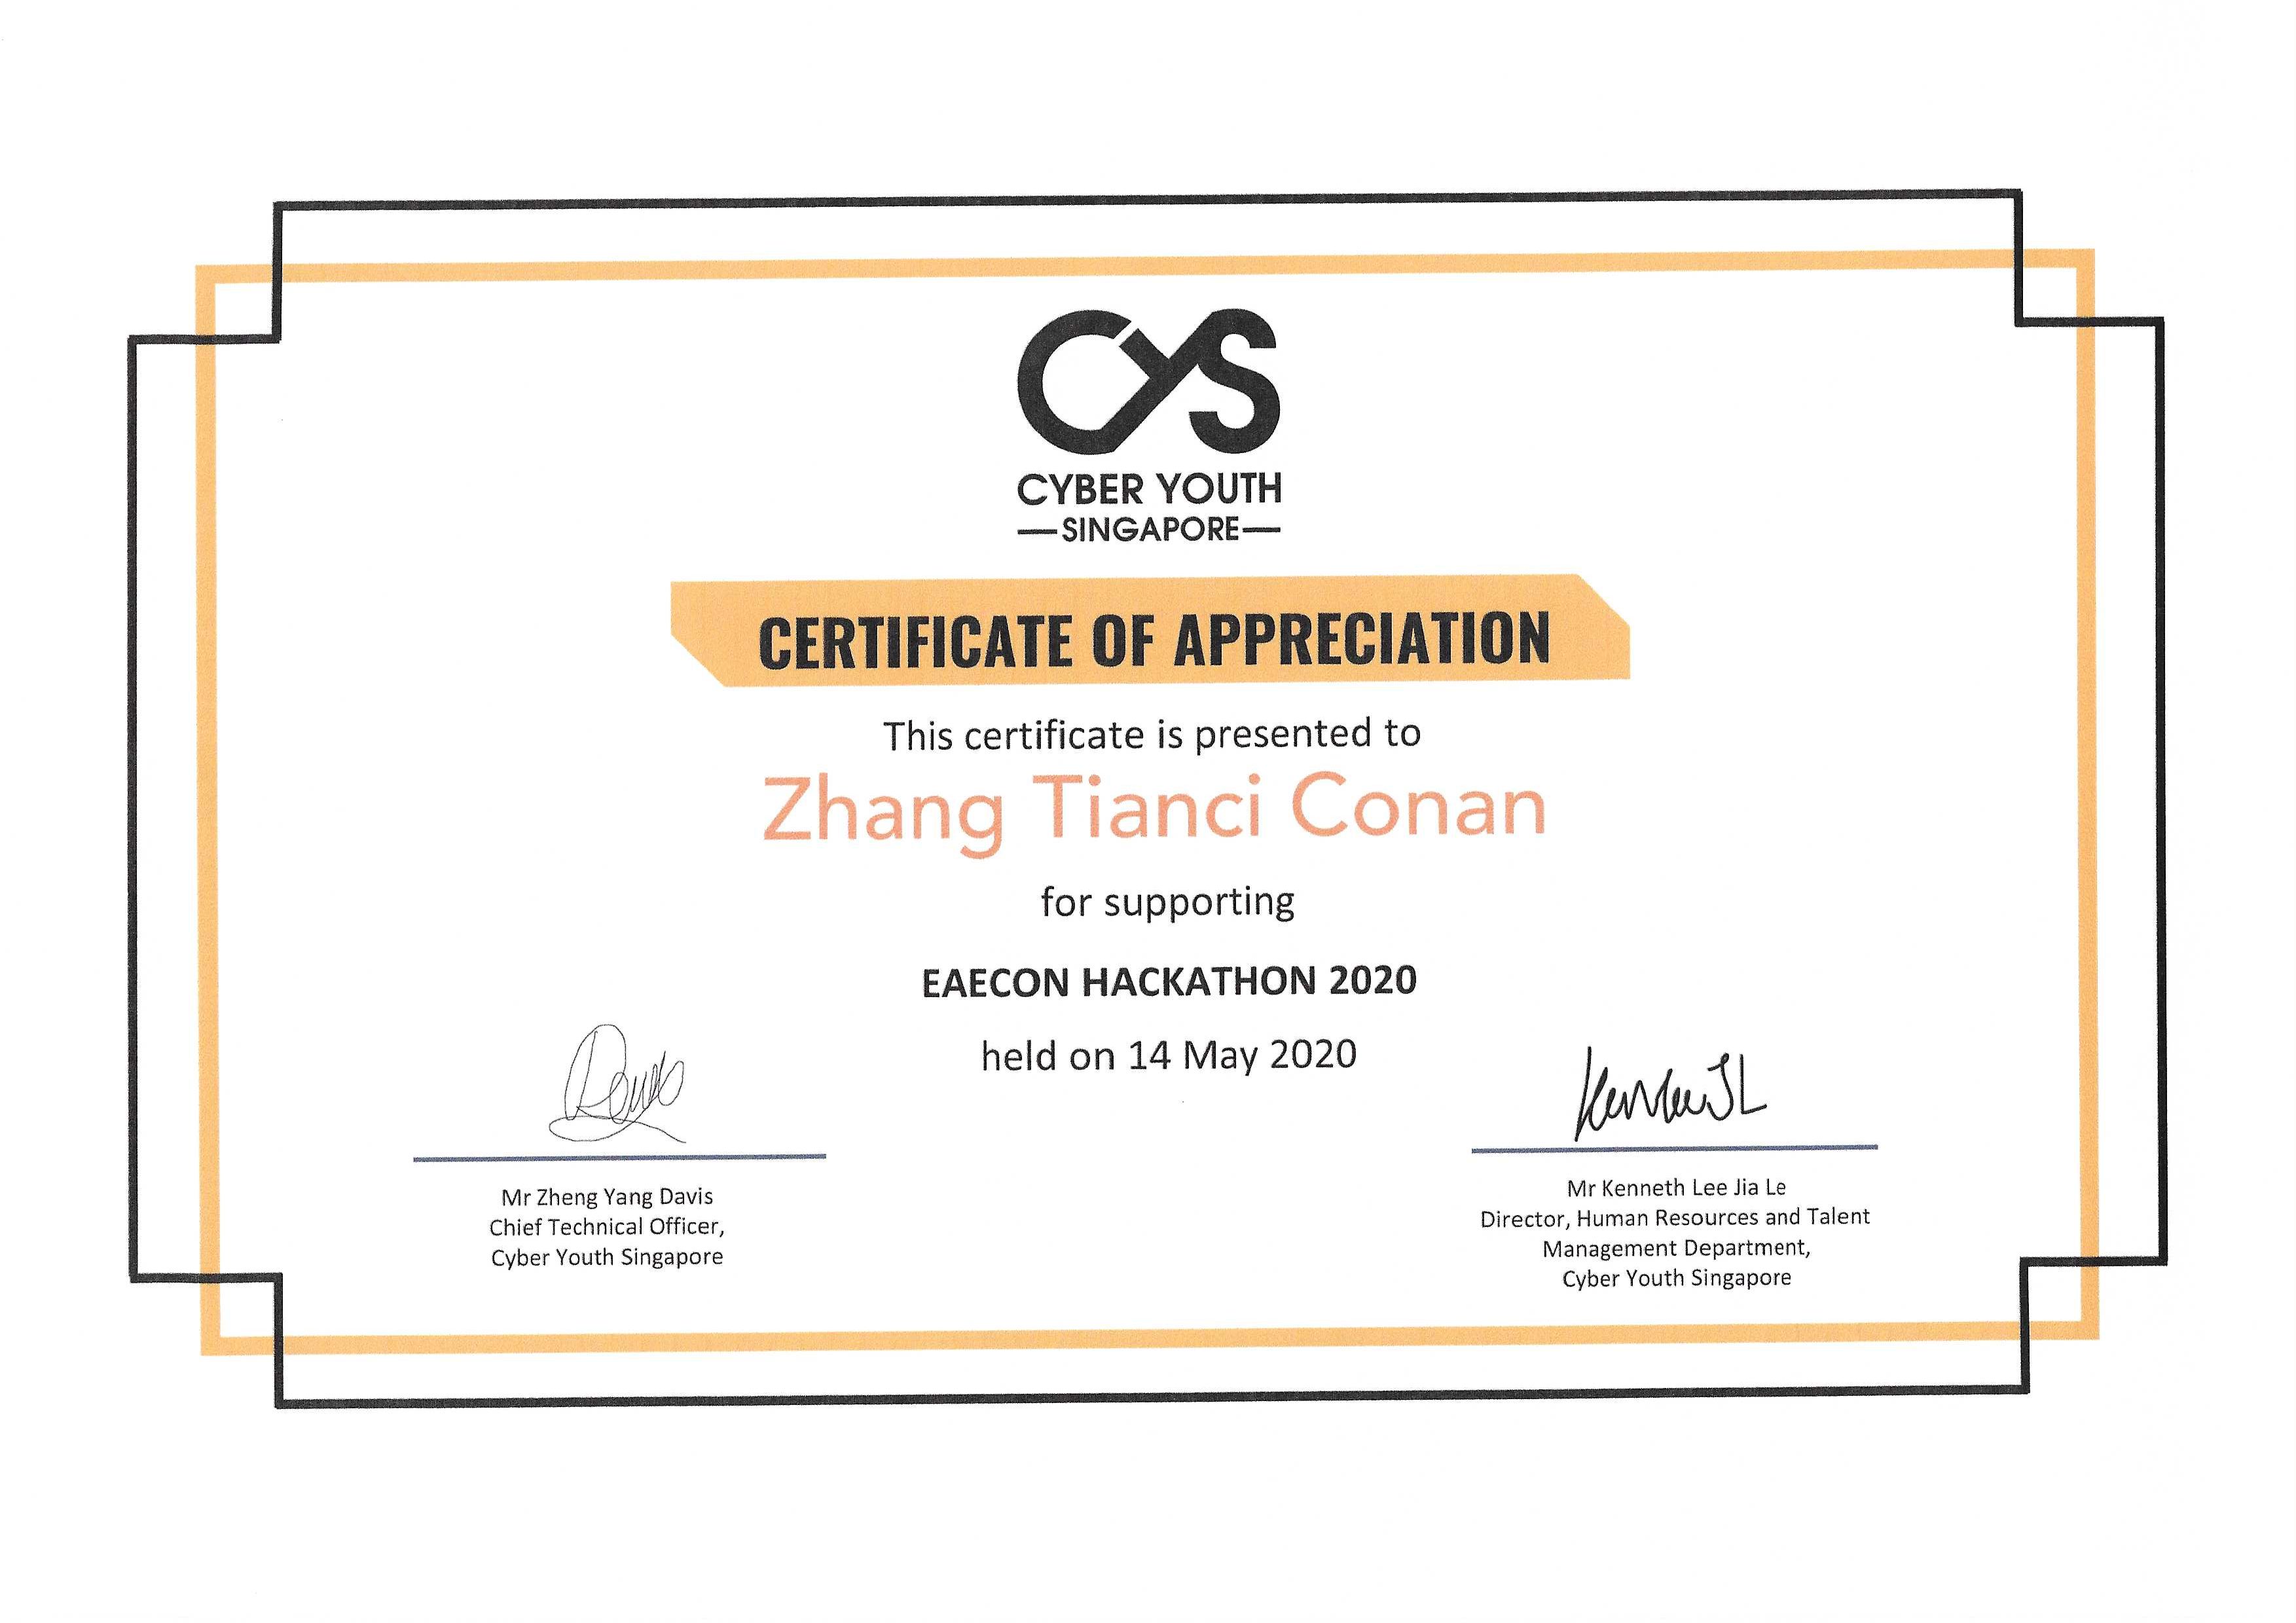 CYS
CYBER YOUTH
SINGAPORE
CERTIFICATE OF APPRECIATION
This certificate is presented to
Zhang Tianci Conan
for supporting
EAECON HACKATHON 2020
held on 14 May 2020
Mr Zheng Yang Davis
Chief Technical Officer,
Cyber Youth Singapore
Mr Kenneth Lee Jia Le
Director, Human Resources and Talent
Management Department,
Cyber Youth Singapore